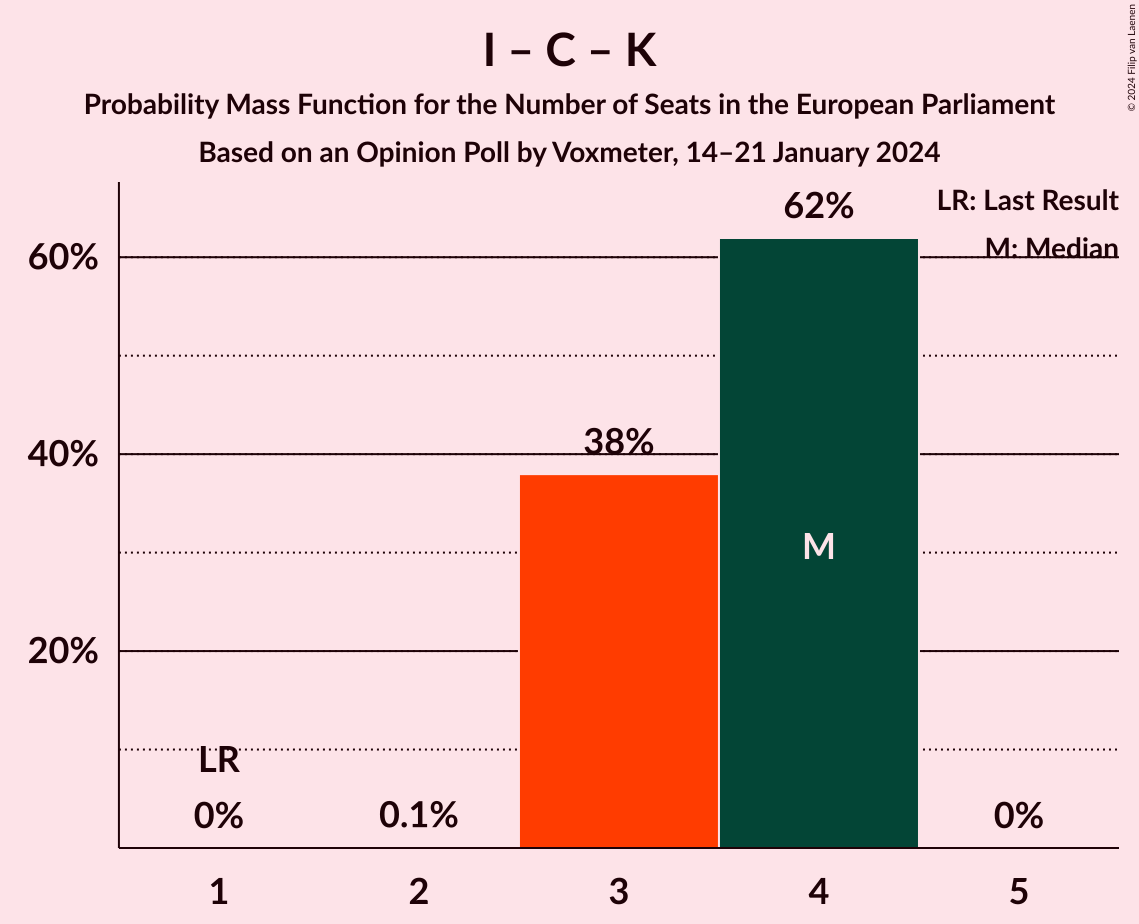 I – C – K
Probability Mass Function for the Number of Seats in the European Parliament
Based on an Opinion Poll by Voxmeter, 14–21 January 2024
© 2024 Filip van Laenen
LR: Last Result
M: Median
62%
60%
38%
40%
M
20%
LR
0%
0.1%
0%
1
2
3
4
5